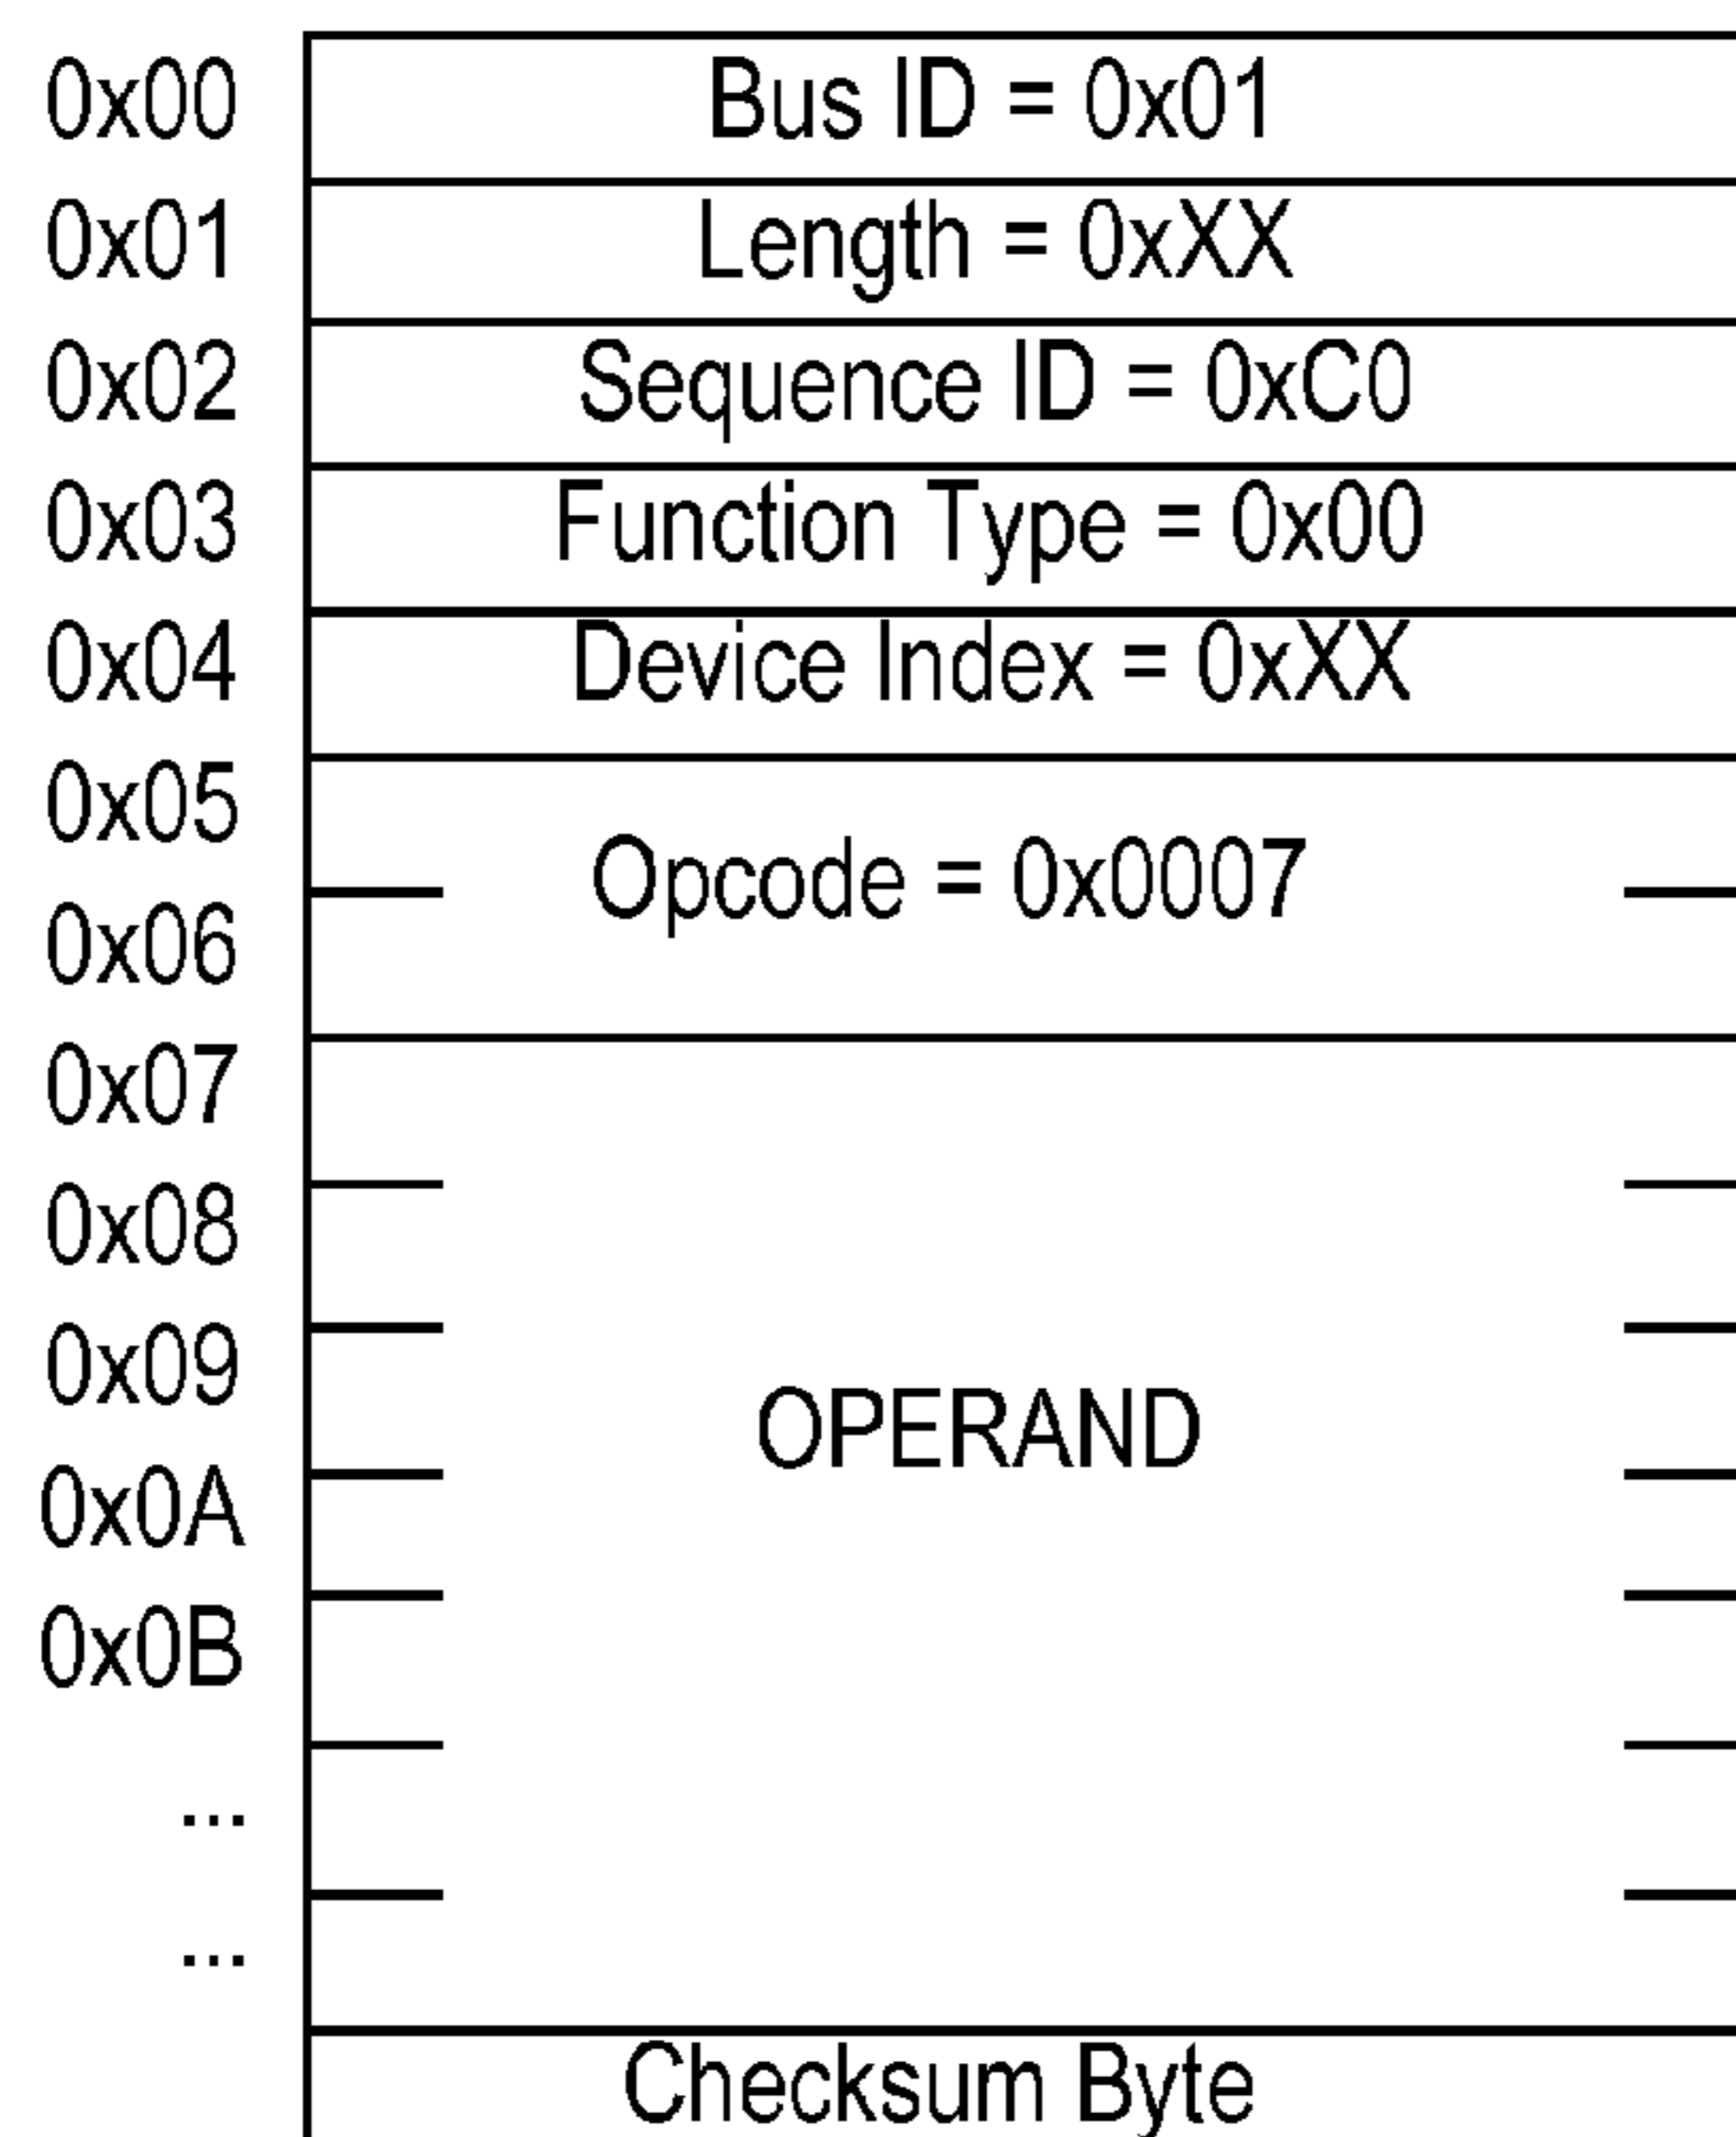 0x00 Bus ID = 0x01
0x01 Length = 0xXX
0x02 Sequence ID = 0xC0
0x03 Function Type = 0x00
0x04 Device Index = 0xXX
0x05
Opcode = 0x0007
0x06
0x07
0x08
0x09
OPERAND
0x0A
0x0B
...
...
Checksum Byte